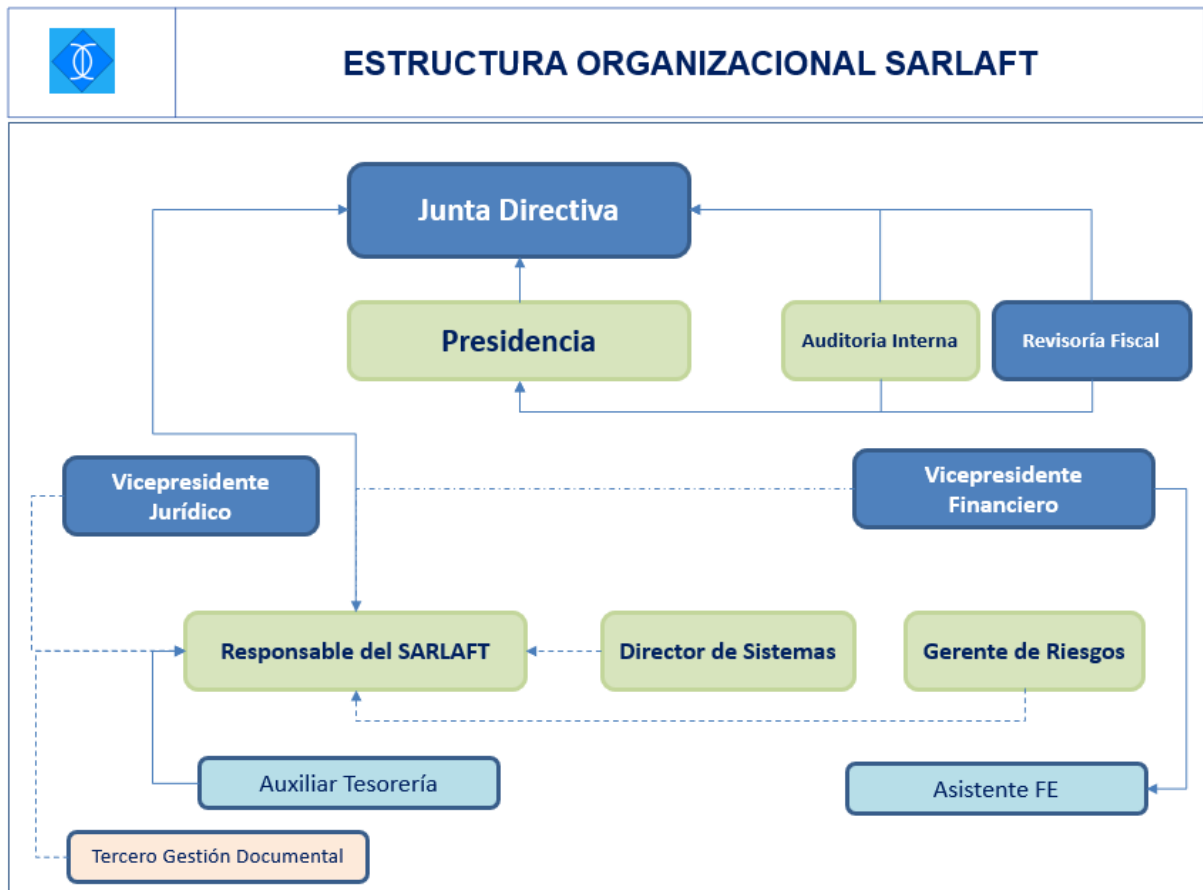 ESTRUCTURA ORGANIZACIONAL SARLAFT
Junta Directiva
Presidencia
Auditoria Interna
Revisoría Fiscal
Vicepresidente
Jurídico
Vicepresidente
Financiero
Responsable del SARLAFT
Director de Sistemas
Gerente de Riesgos
Auxiliar Tesorería
Asistente FE
Tercero Gestión Documental